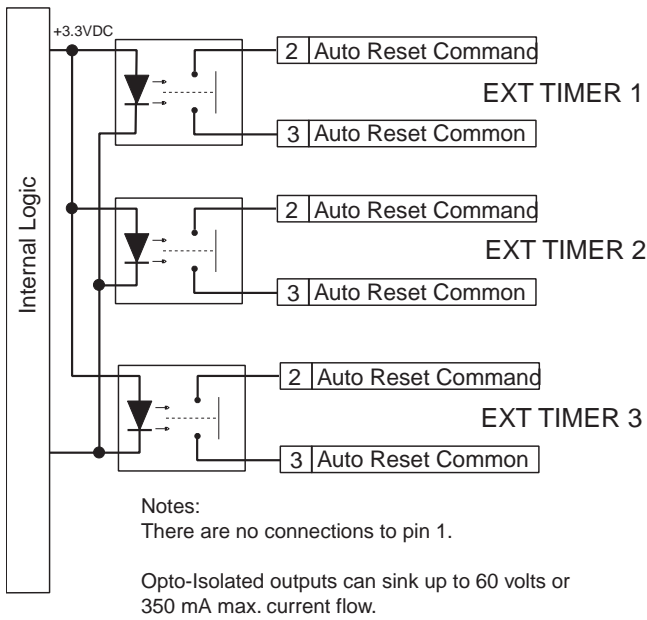 +3.3VDC
2 Auto Reset Command
EXT TIMER 1
3 Auto Reset Common
Internal Logic
2 Auto Reset Command
EXT TIMER 2
3 Auto Reset Common
2 Auto Reset Command
EXT TIMER 3
3 Auto Reset Common
Notes:
There are no connections to pin 1.
Opto-Isolated outputs can sink up to 60 volts or
350 mA max. current flow.